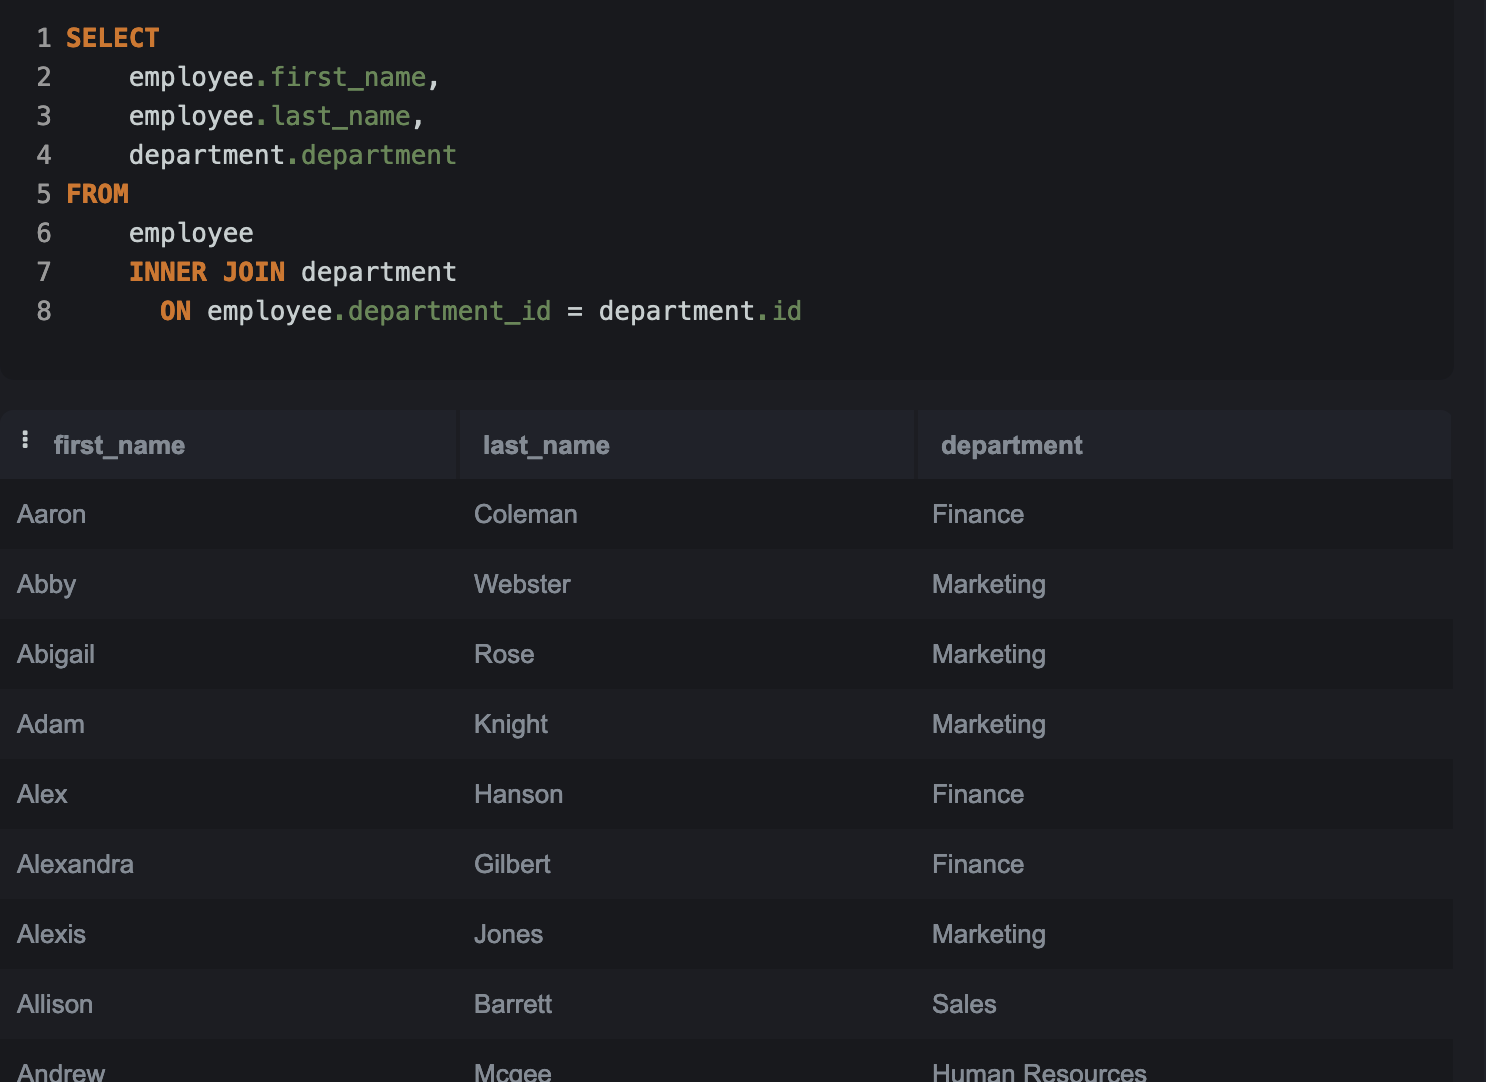 1 SELECT
2     employee.first_name,
3     employee.last_name,
4     department.department
5 FROM
6     employee
7     INNER JOIN department
8       ON employee.department_id = department.id
first_name last_name department
Aaron Coleman Finance
Abby Webster Marketing
Abigail Rose Marketing
Adam Knight Marketing
Alex Hanson Finance
Alexandra Gilbert Finance
Alexis Jones Marketing
Allison Barrett Sales
Andrew Mcgee Human Resources